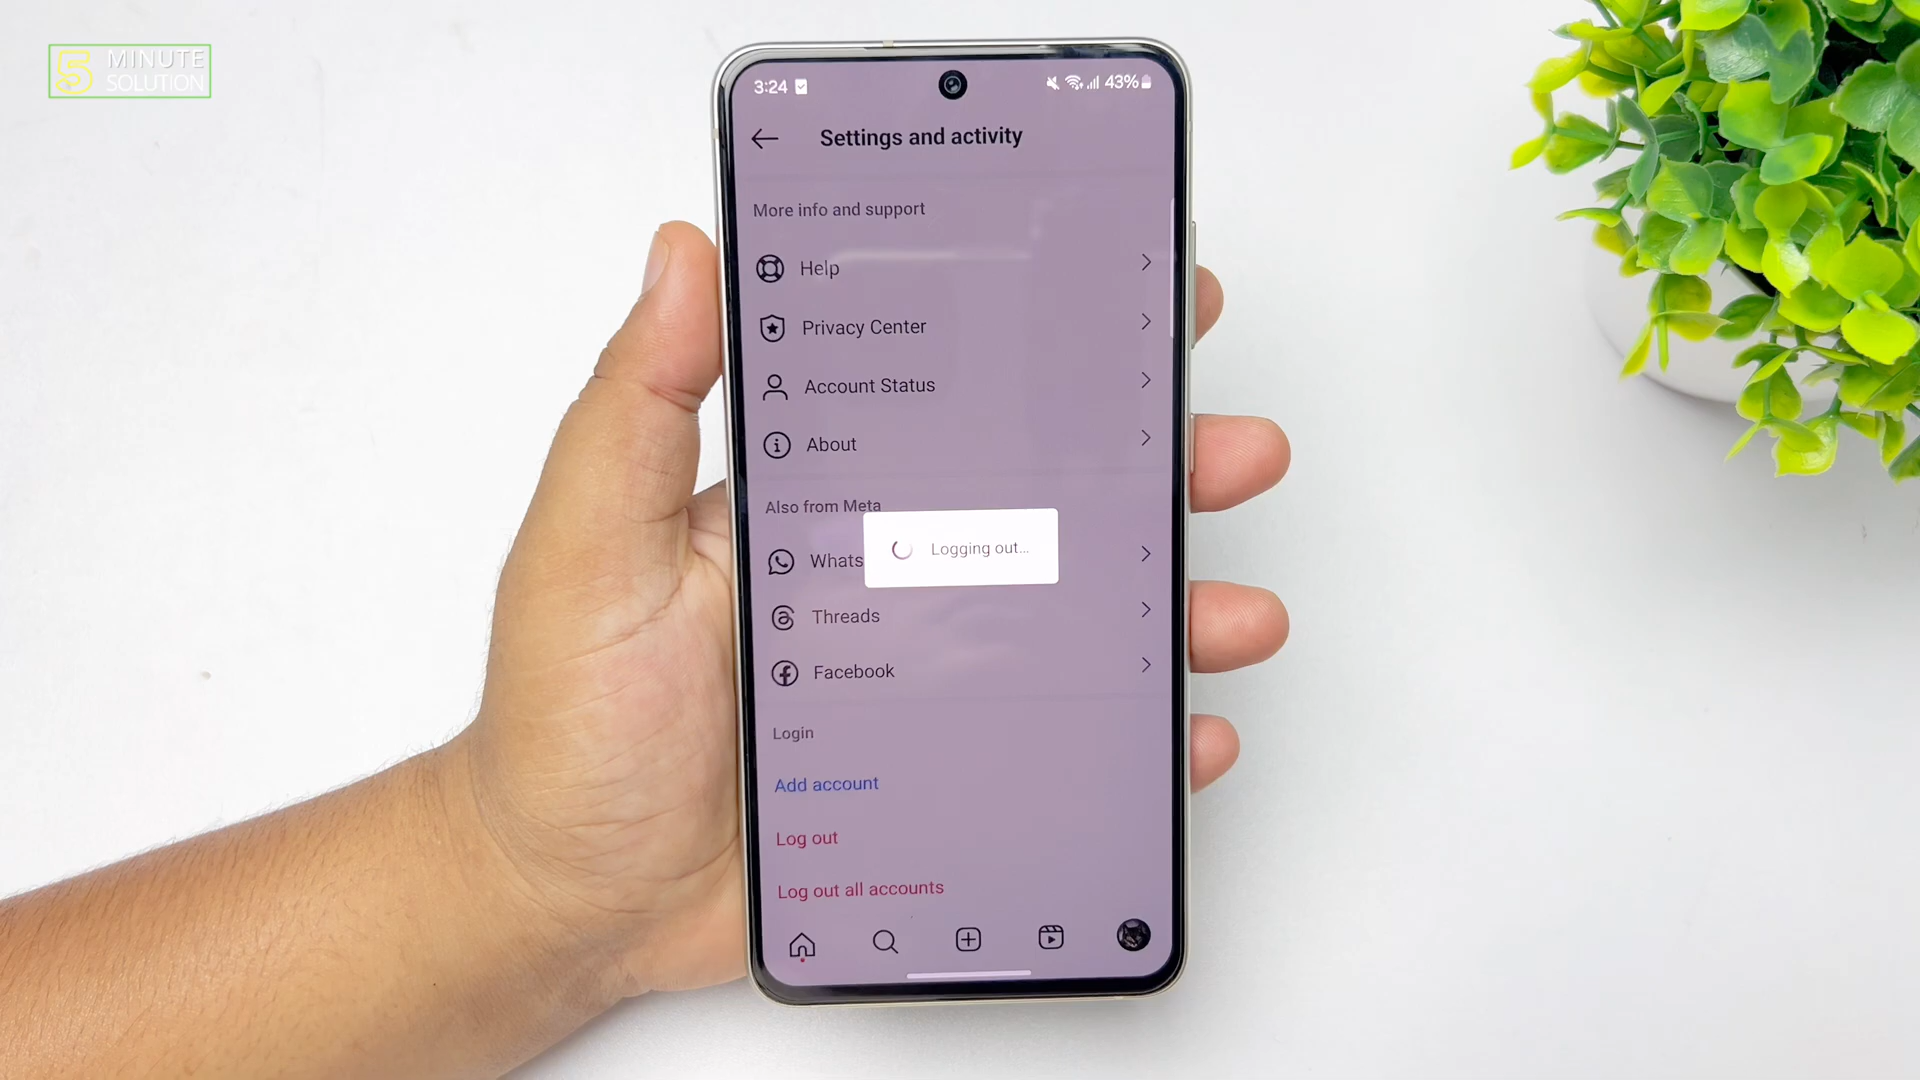 5 MINUTE
SOLUTION
3:24
43%
Settings and activity
More info and support
Help
Privacy Center
Account Status
About
Also from Meta
Whats
Logging out...
Threads
Facebook
Login
Add account
Log out
Log out all accounts